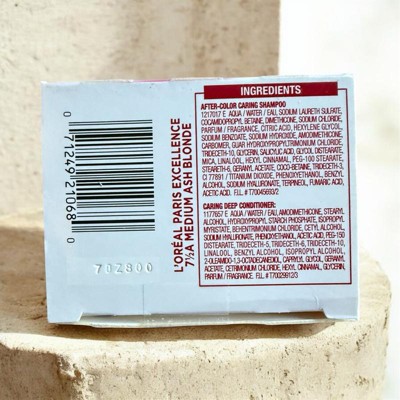 INGREDIENTS
AFTER-COLOR CARING SHAMPOO
1217017 E AQUA / WATER / EAU, SODIUM LAURETH SULFATE,
COCAMIDOPROPYL BETAINE, DIMETHICONE, SODIUM CHLORIDE,
PARFUM / FRAGRANCE, CITRIC ACID, HEXYLENE GLYCOL,
SODIUM BENZOATE, SODIUM HYDROXIDE, AMODIMETHICONE,
CARBOMER, GUAR HYDROXYPROPYLTRIMONIUM CHLORIDE,
TRIDECETH-10, GLYCERIN, SALICYLIC ACID, GLYCOL DISTEARATE,
MICA, LINALOOL, HEXYL CINNAMAL, PEG-100 STEARATE,
STEARETH-6, GERANYL ACETATE, COCO-BETAINE, TRIDECETH-3,
CI 77891 / TITANIUM DIOXIDE, PHENOXYETHANOL, BENZYL
ALCOHOL, SODIUM HYALURONATE, TERPINEOL, FUMARIC ACID,
ACETIC ACID. F.I.L. # T70045693/2
CARING DEEP CONDITIONER:
1177657 E AQUA / WATER / EAU, AMODIMETHICONE, STEARYL
ALCOHOL, HYDROXYPROPYL STARCH PHOSPHATE, ISOPROPYL
MYRISTATE, BEHENTRIMONIUM CHLORIDE, CETYL ALCOHOL,
SODIUM HYALURONATE, PHENOXYETHANOL, ACETIC ACID, PEG-150
DISTEARATE, TRIDECETH-5, TRIDECETH-6, TRIDECETH-10,
LINALOOL, BENZYL ALCOHOL, ISOPROPYL ALCOHOL,
2-OLEAMIDO-1,3-OCTADECANEDIOL, CAPRYLYL GLYCOL, GERANYL
ACETATE, CETRIMONIUM CHLORIDE, HEXYL CINNAMAL, GLYCERIN,
PARFUM / FRAGRANCE. F.I.L. # T70029812/3
L'ORÉAL PARIS EXCELLENCE
7½A MEDIUM ASH BLONDE
0 71249 21068 0
70Z800